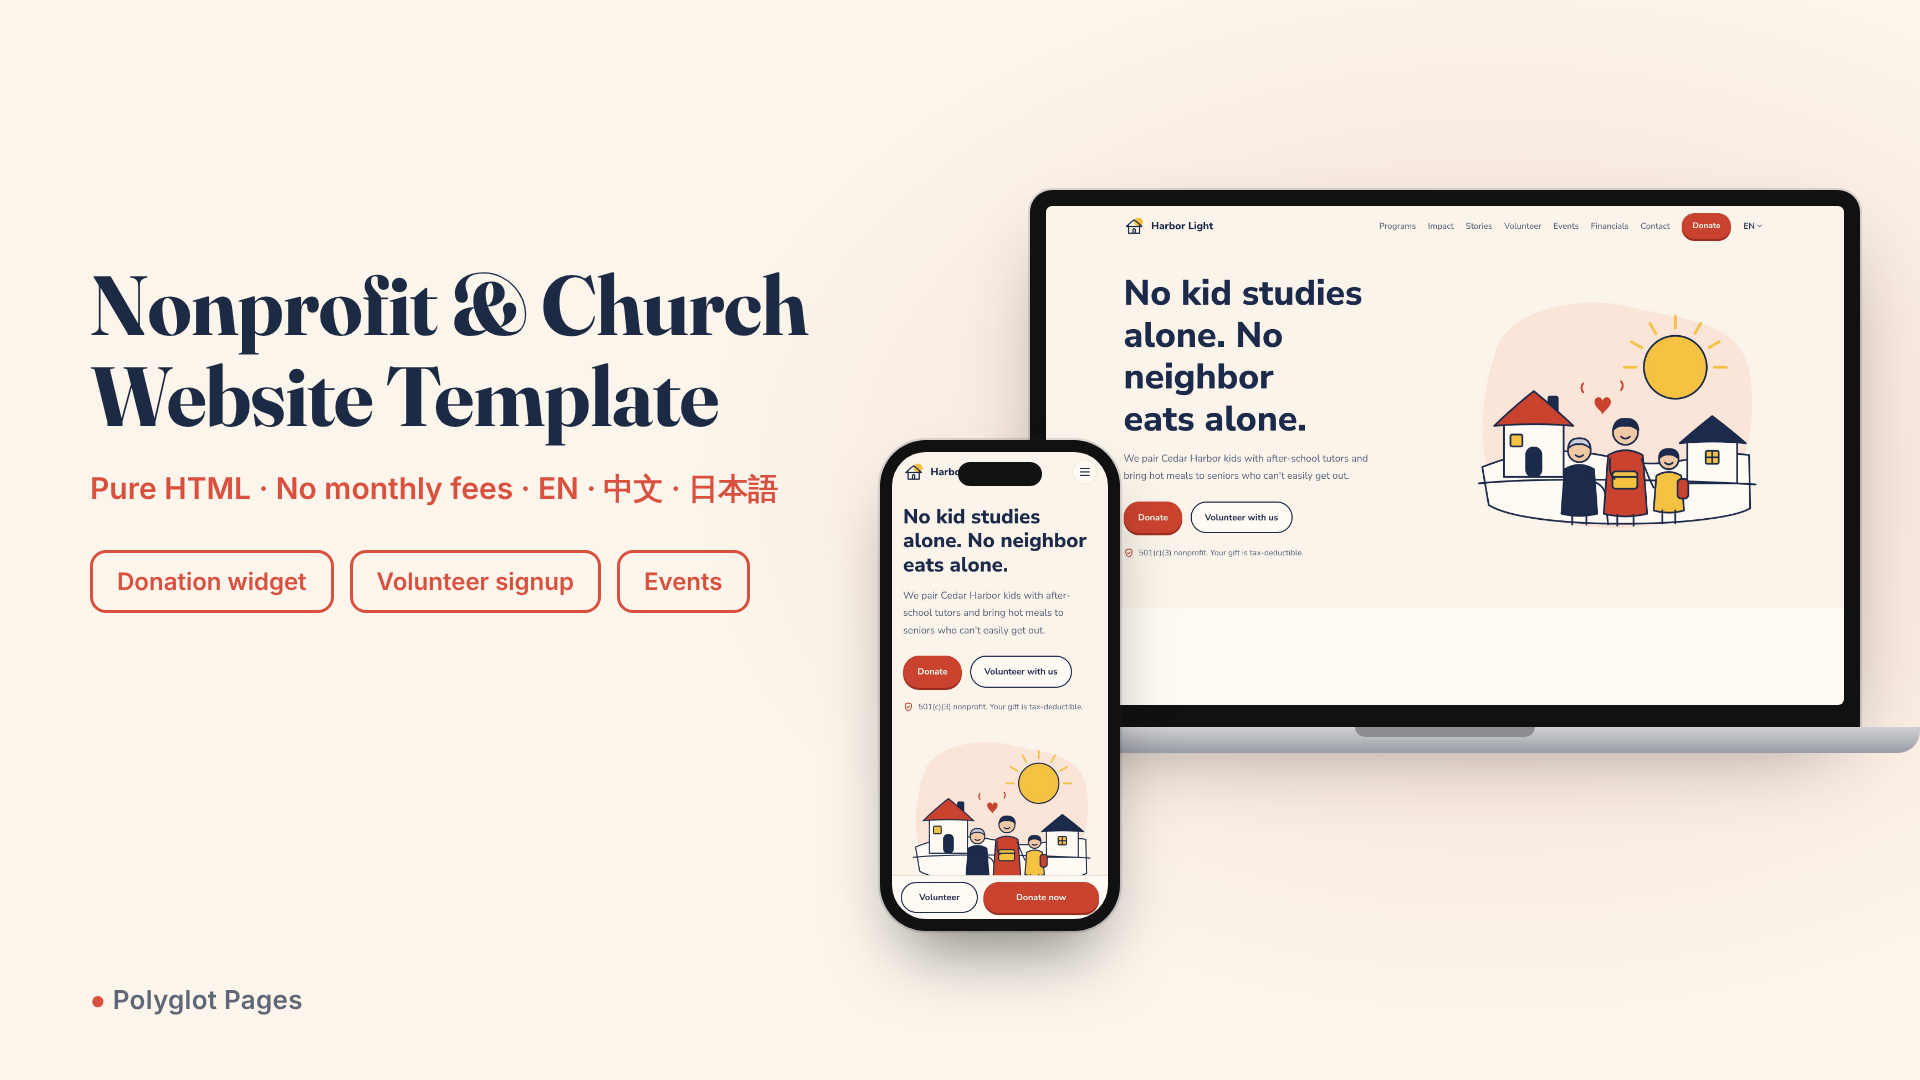 Nonprofit & Church
Website Template
Pure HTML · No monthly fees · EN · 中文 · 日本語
Donation widget
Volunteer signup
Events
Polyglot Pages
Harbor Light
Programs Impact Stories Volunteer Events Financials Contact Donate EN
No kid studies
alone. No
neighbor
eats alone.
We pair Cedar Harbor kids with after-school tutors and
bring hot meals to seniors who can't easily get out.
Donate
Volunteer with us
501(c)(3) nonprofit. Your gift is tax-deductible.
No kid studies
alone. No neighbor
eats alone.
We pair Cedar Harbor kids with after-
school tutors and bring hot meals to
seniors who can't easily get out.
Donate
Volunteer with us
501(c)(3) nonprofit. Your gift is tax-deductible.
Volunteer
Donate now